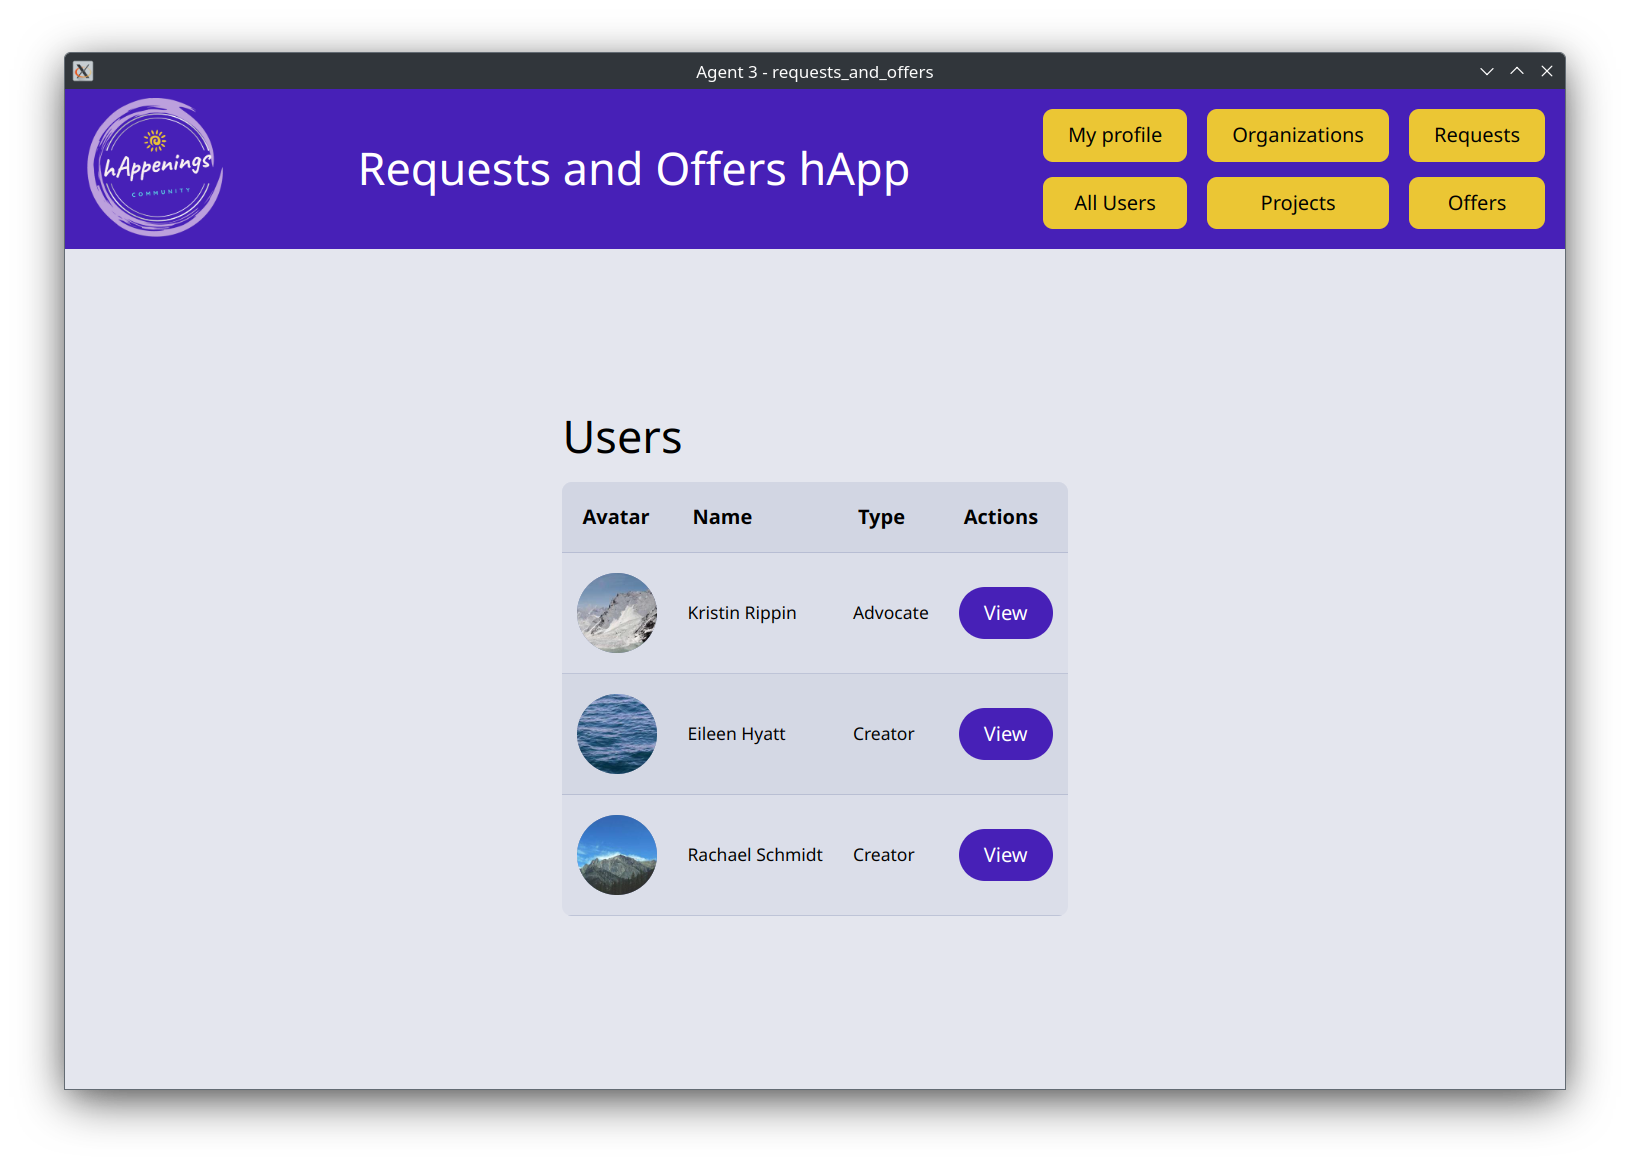 Agent 3 - requests_and_offers
hAppenings
COMMUNITY
Requests and Offers hApp
My profile
Organizations
Requests
All Users
Projects
Offers
Users
Avatar Name Type Actions
Kristin Rippin Advocate View
Eileen Hyatt Creator View
Rachael Schmidt Creator View